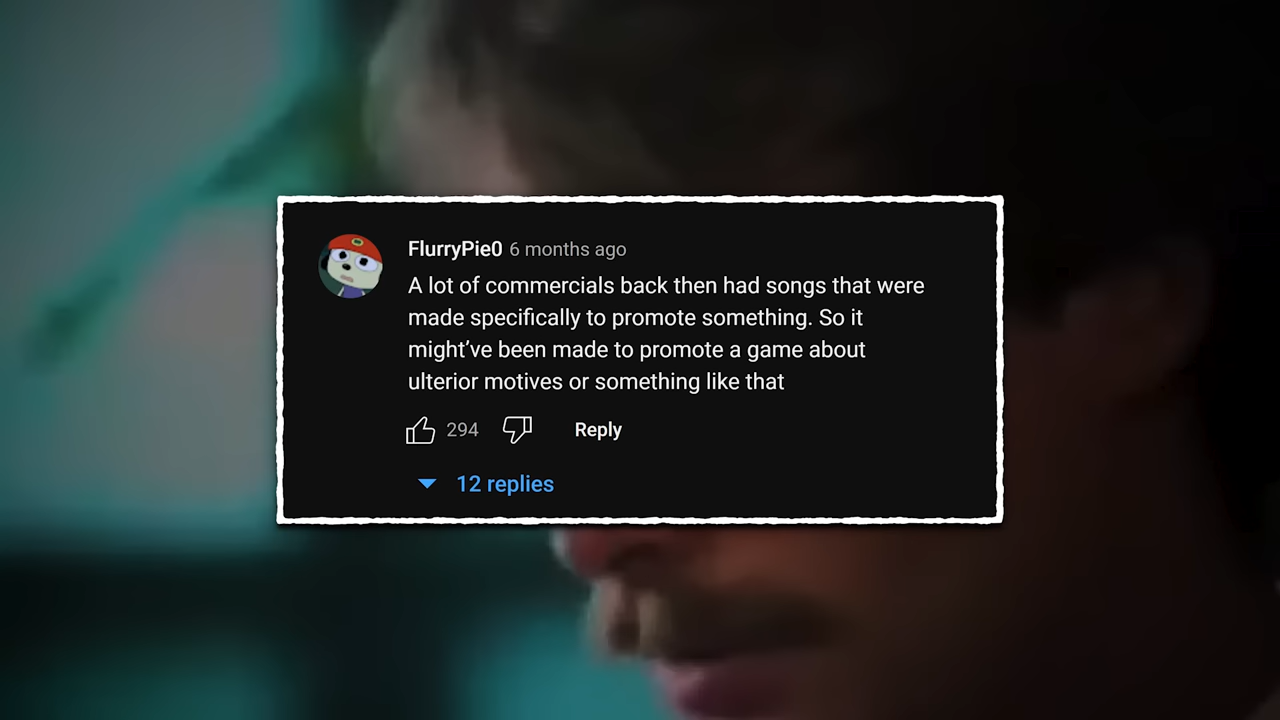 FlurryPie0 6 months ago
A lot of commercials back then had songs that were
made specifically to promote something. So it
might’ve been made to promote a game about
ulterior motives or something like that
294 Reply
12 replies